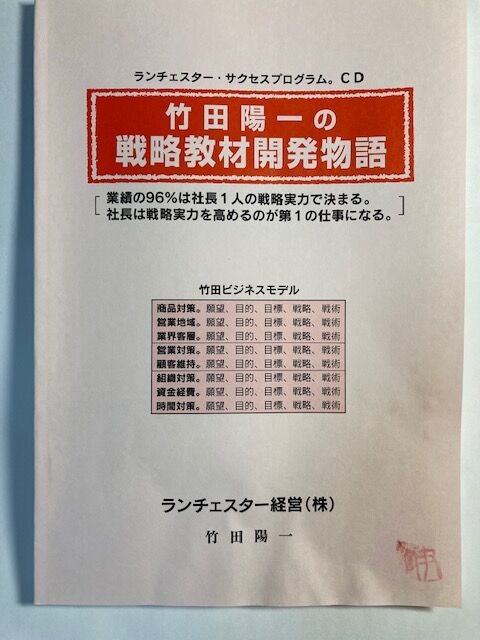 ランチェスター・サクセスプログラム。CD
竹田陽一の
戦略教材開発物語
業績の96%は社長1人の戦略実力で決まる。
社長は戦略実力を高めるのが第1の仕事になる。
竹田ビジネスモデル
商品対策。願望、目的、目標、戦略、戦術
営業地域。願望、目的、目標、戦略、戦術
業界客層。願望、目的、目標、戦略、戦術
営業対策。願望、目的、目標、戦略、戦術
顧客維持。願望、目的、目標、戦略、戦術
組織対策。願望、目的、目標、戦略、戦術
資金経費。願望、目的、目標、戦略、戦術
時間対策。願望、目的、目標、戦略、戦術
ランチェスター経営(株)
竹田陽一